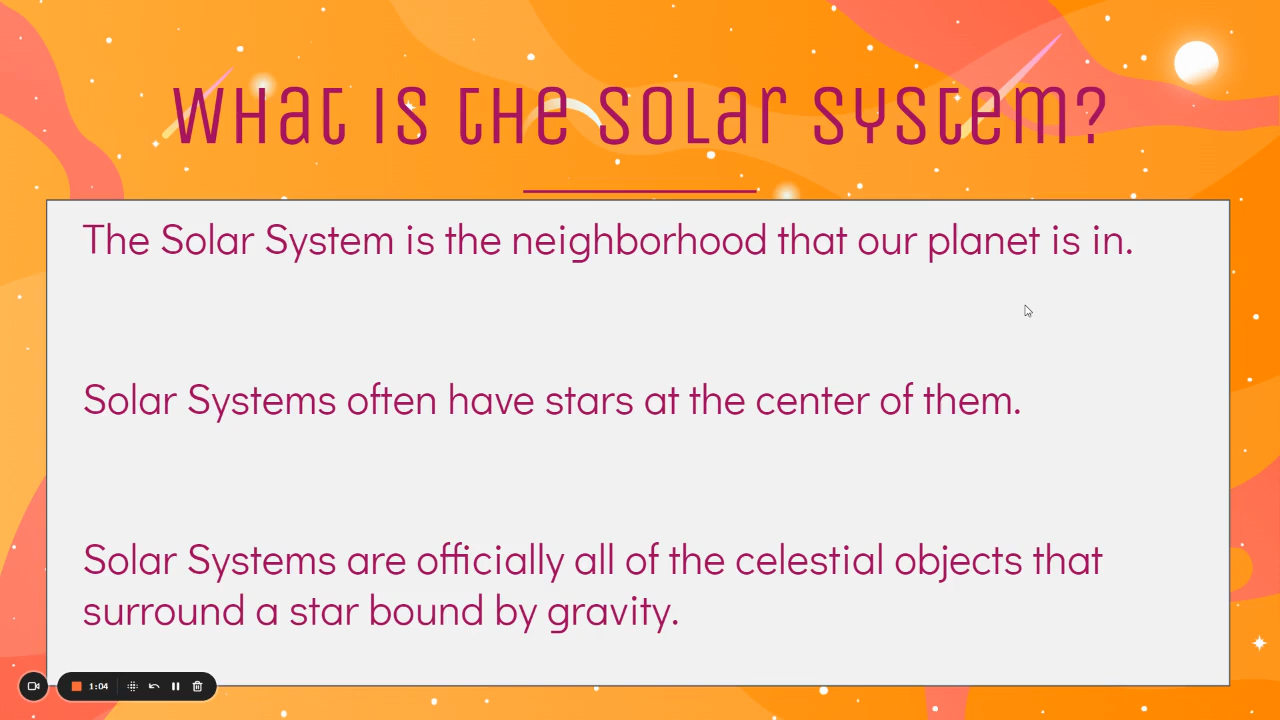 What is the Solar System?
The Solar System is the neighborhood that our planet is in.
Solar Systems often have stars at the center of them.
Solar Systems are officially all of the celestial objects that
surround a star bound by gravity.
1:04